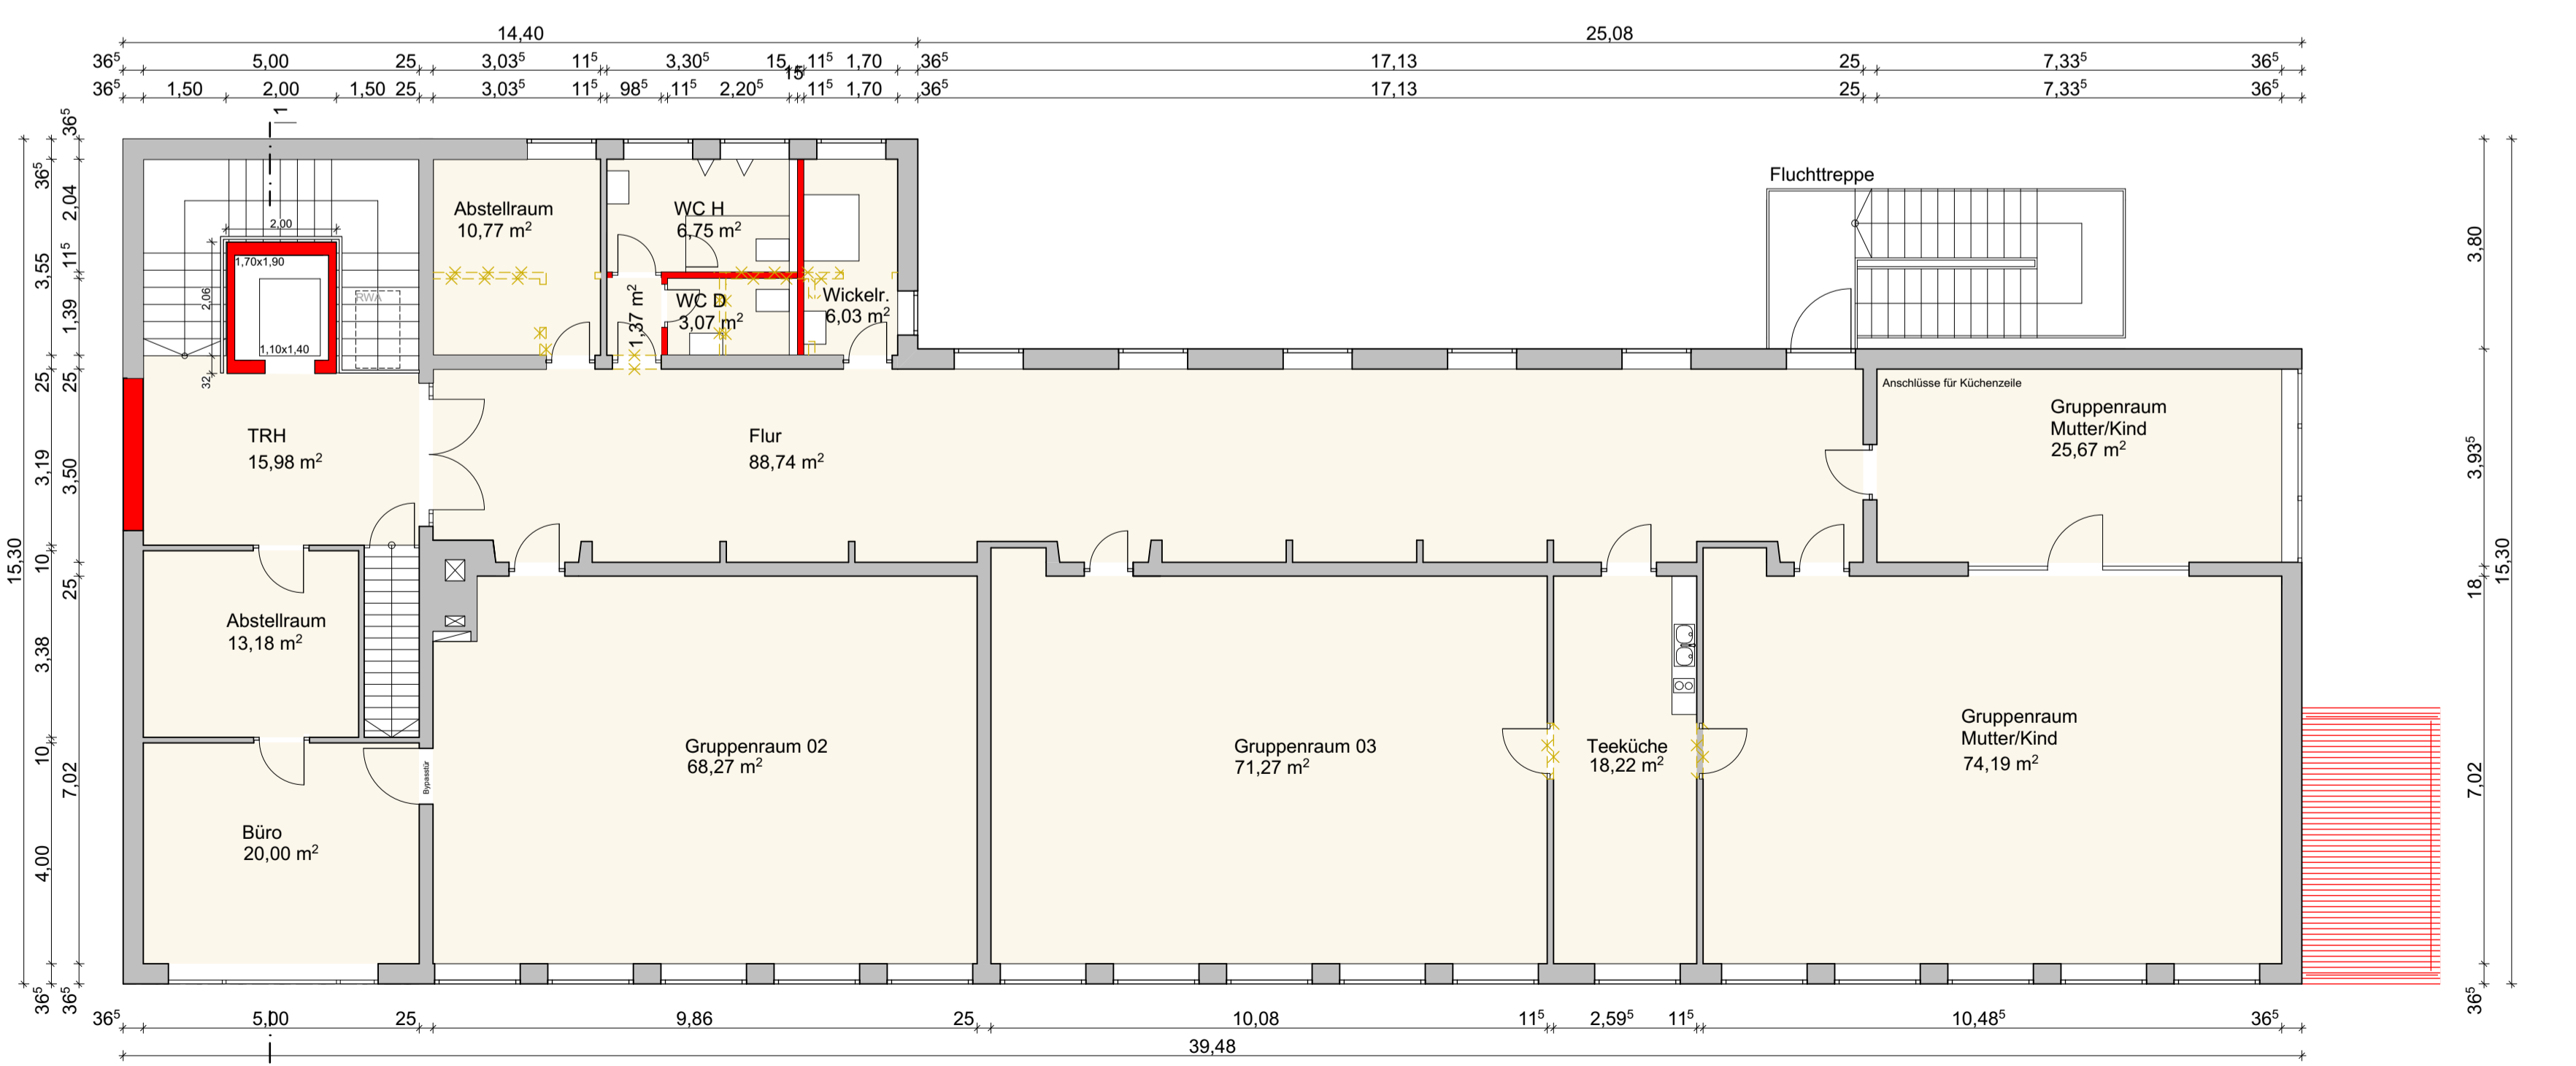 14,40 25,08
36⁵ 5,00 25 3,03⁵ 11⁵ 3,30⁵ 15 11⁵ 1,70 36⁵ 17,13 25 7,33⁵ 36⁵
15
36⁵ 1,50 2,00 1,50 25 3,03⁵ 11⁵ 98⁵ 11⁵ 2,20⁵ 11⁵ 1,70 36⁵ 17,13 25 7,33⁵ 36⁵
1
15,30
36⁵
3,55
25
3,19
10
3,38
10
4,00
36⁵
36⁵
2,04
11⁵
1,39
25
3,50
25
7,02
36⁵
2,00
1,70x1,90
2,06
1,10x1,40
32
RWA
Abstellraum
10,77 m²
WC H
6,75 m²
1,37 m²
WC D
3,07 m²
Wickelr.
6,03 m²
Fluchttreppe
TRH
15,98 m²
Flur
88,74 m²
Anschlüsse für Küchenzeile
Gruppenraum
Mutter/Kind
25,67 m²
Abstellraum
13,18 m²
Büro
20,00 m²
Bypasstür
Gruppenraum 02
68,27 m²
Gruppenraum 03
71,27 m²
Teeküche
18,22 m²
Gruppenraum
Mutter/Kind
74,19 m²
3,80
3,93⁵
18
7,02
36⁵
15,30
36⁵ 5,00 25 9,86 25 10,08 11⁵ 2,59⁵ 11⁵ 10,48⁵ 36⁵
39,48